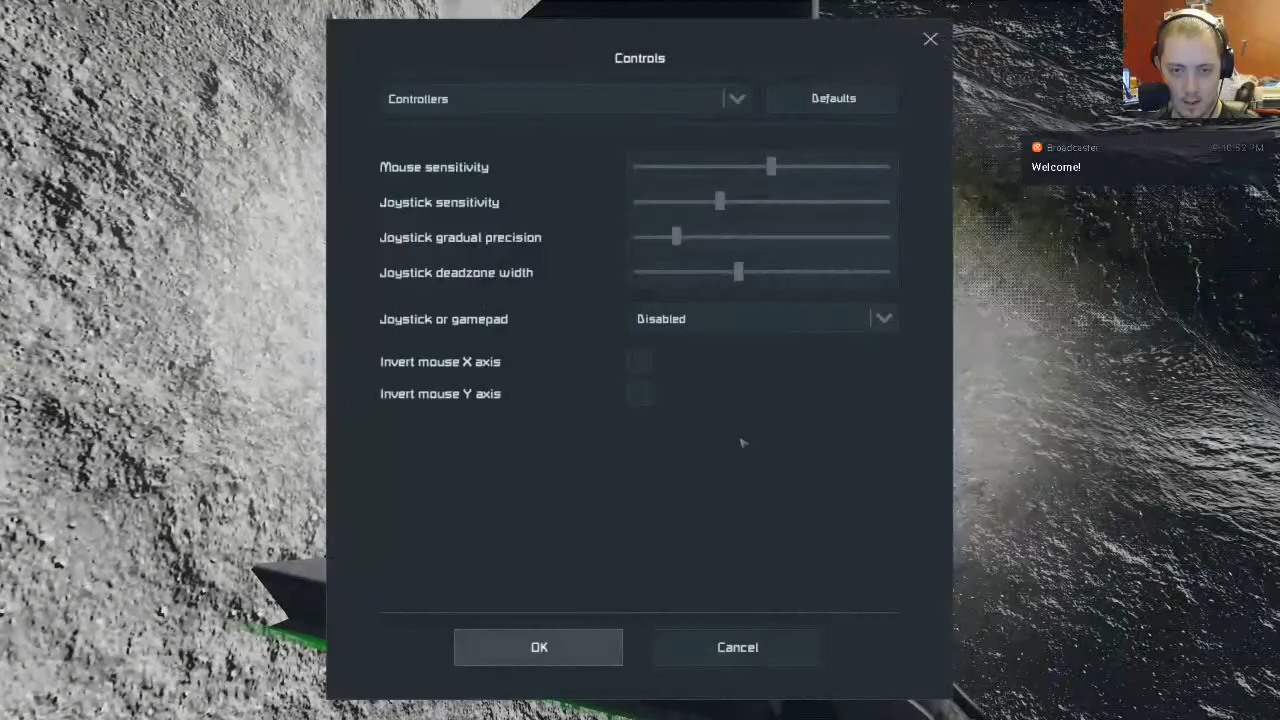 Controls
Controllers
Defaults
Mouse sensitivity
Joystick sensitivity
Joystick gradual precision
Joystick deadzone width
Joystick or gamepad
Disabled
Invert mouse X axis
Invert mouse Y axis
OK
Cancel
Broadcaster
Welcome!